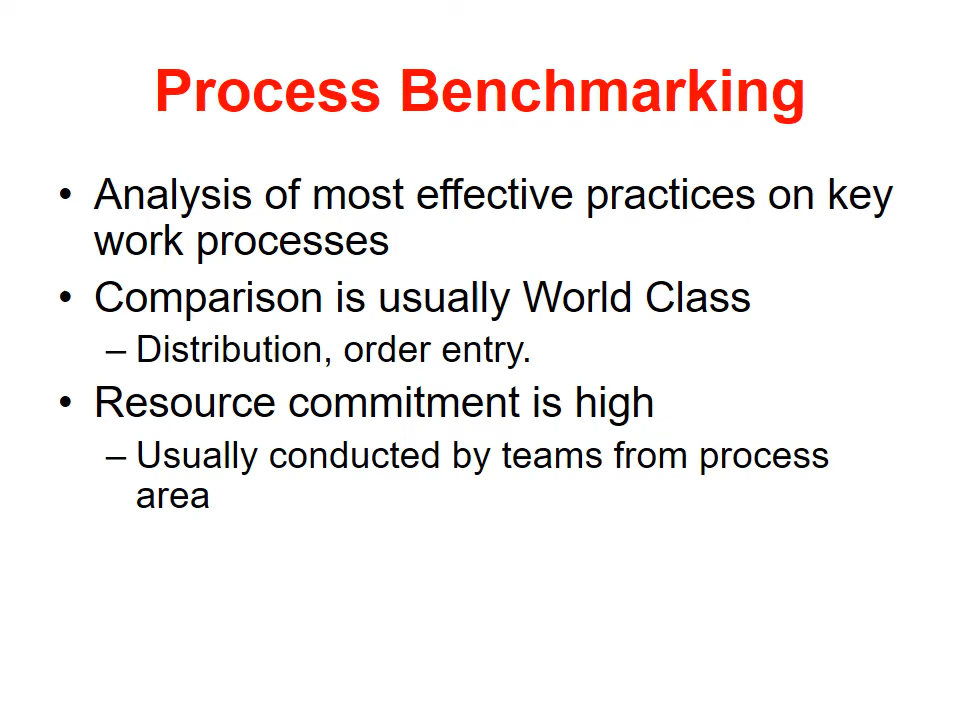 Process Benchmarking
• Analysis of most effective practices on key
work processes
• Comparison is usually World Class
– Distribution, order entry.
• Resource commitment is high
– Usually conducted by teams from process
area